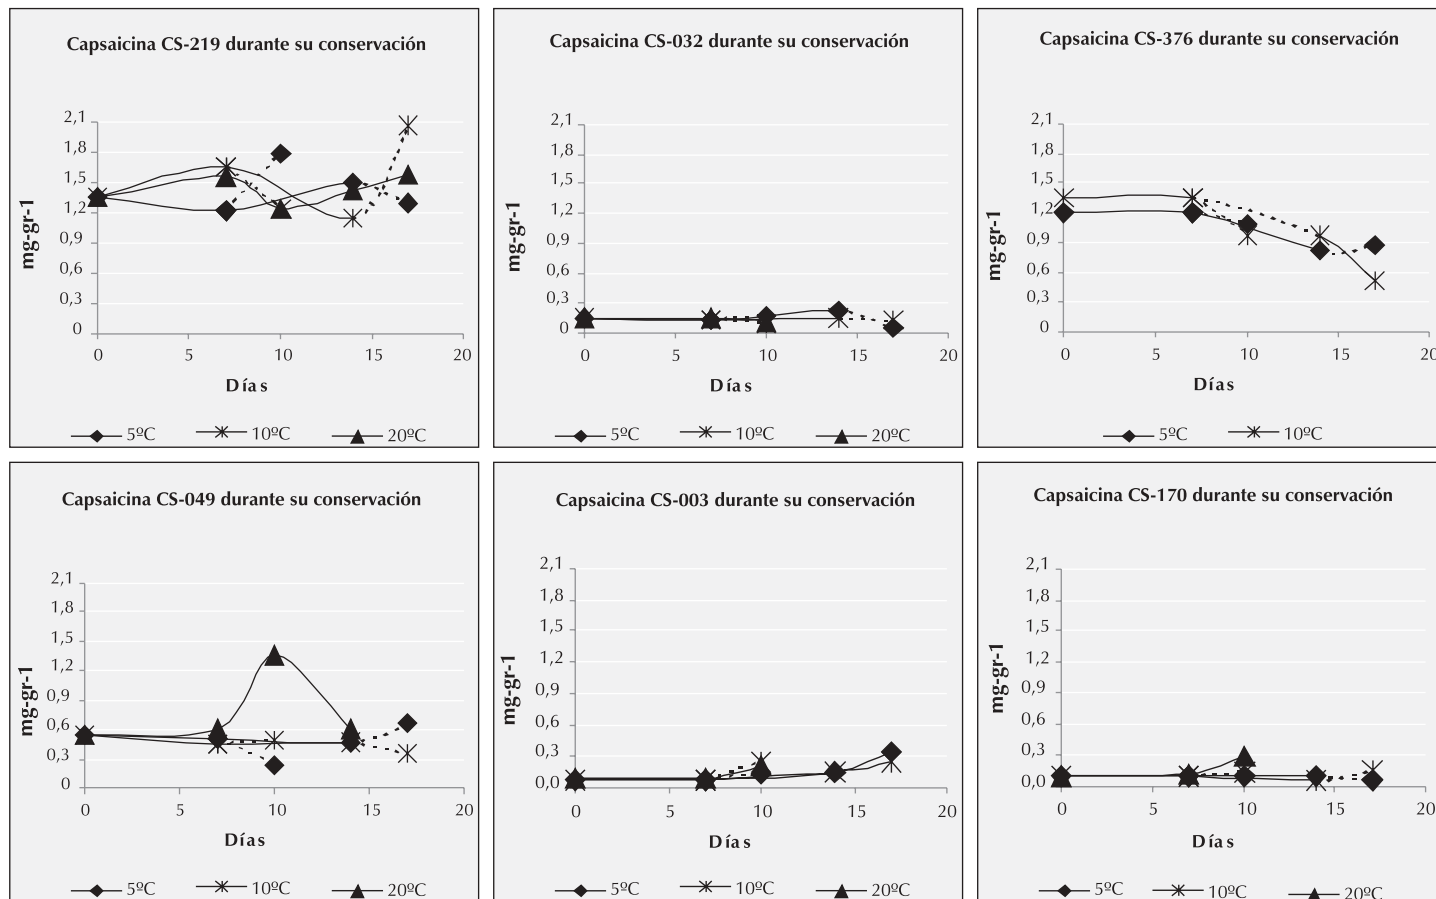 Capsaicina CS-219 durante su conservación
2,1
1,8
1,5
1,2
0,9
0,6
0,3
0
mg-gr-1
0 5 10 15 20
Días
5ºC 10ºC 20ºC
Capsaicina CS-032 durante su conservación
2,1
1,8
1,5
1,2
0,9
0,6
0,3
0
mg-gr-1
0 5 10 15 20
Días
5ºC 10ºC 20ºC
Capsaicina CS-376 durante su conservación
2,1
1,8
1,5
1,2
0,9
0,6
0,3
0
mg-gr-1
0 5 10 15 20
Días
5ºC 10ºC
Capsaicina CS-049 durante su conservación
2,1
1,8
1,5
1,2
0,9
0,6
0,3
0
mg-gr-1
0 5 10 15 20
Días
5ºC 10ºC 20ºC
Capsaicina CS-003 durante su conservación
2,1
1,8
1,5
1,2
0,9
0,6
0,3
0,0
mg-gr-1
0 5 10 15 20
Días
5ºC 10ºC 20ºC
Capsaicina CS-170 durante su conservación
2,1
1,8
1,5
1,2
0,9
0,6
0,3
0,0
mg-gr-1
0 5 10 15 20
Días
5ºC 10ºC 20ºC